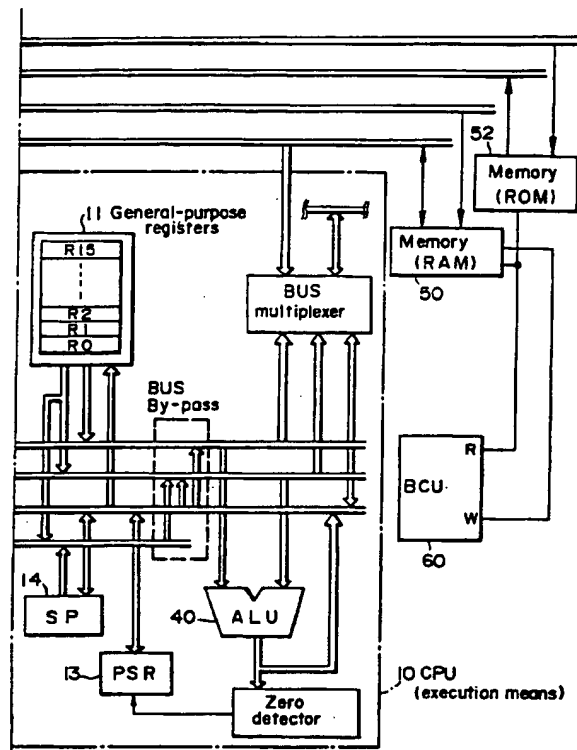 52
Memory
(ROM)
11 General-purpose
registers
R15
R2
R1
R0
Memory
(RAM)
50
BUS
multiplexer
BUS
By-pass
R
BCU
W
60
14
SP
40
ALU
13
PSR
10 CPU
(execution means)
Zero
detector